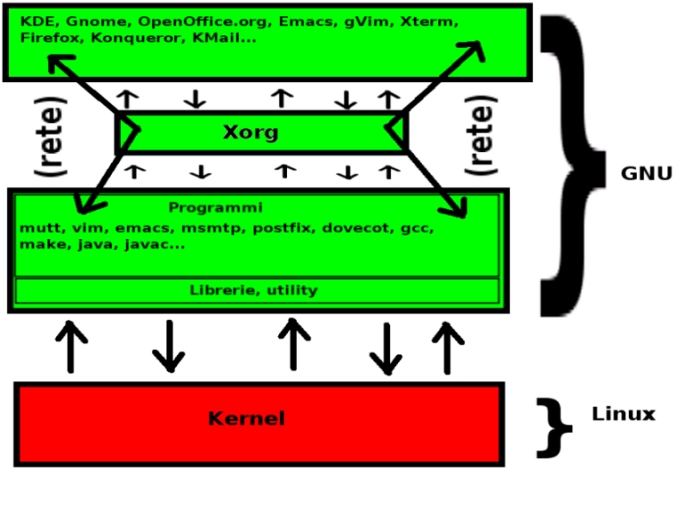 KDE, Gnome, OpenOffice.org, Emacs, gVim, Xterm,
Firefox, Konqueror, KMail...
(rete)
Xorg
(rete)
GNU
Programmi
mutt, vim, emacs, msmtp, postfix, dovecot, gcc,
make, java, javac...
Librerie, utility
Kernel
Linux